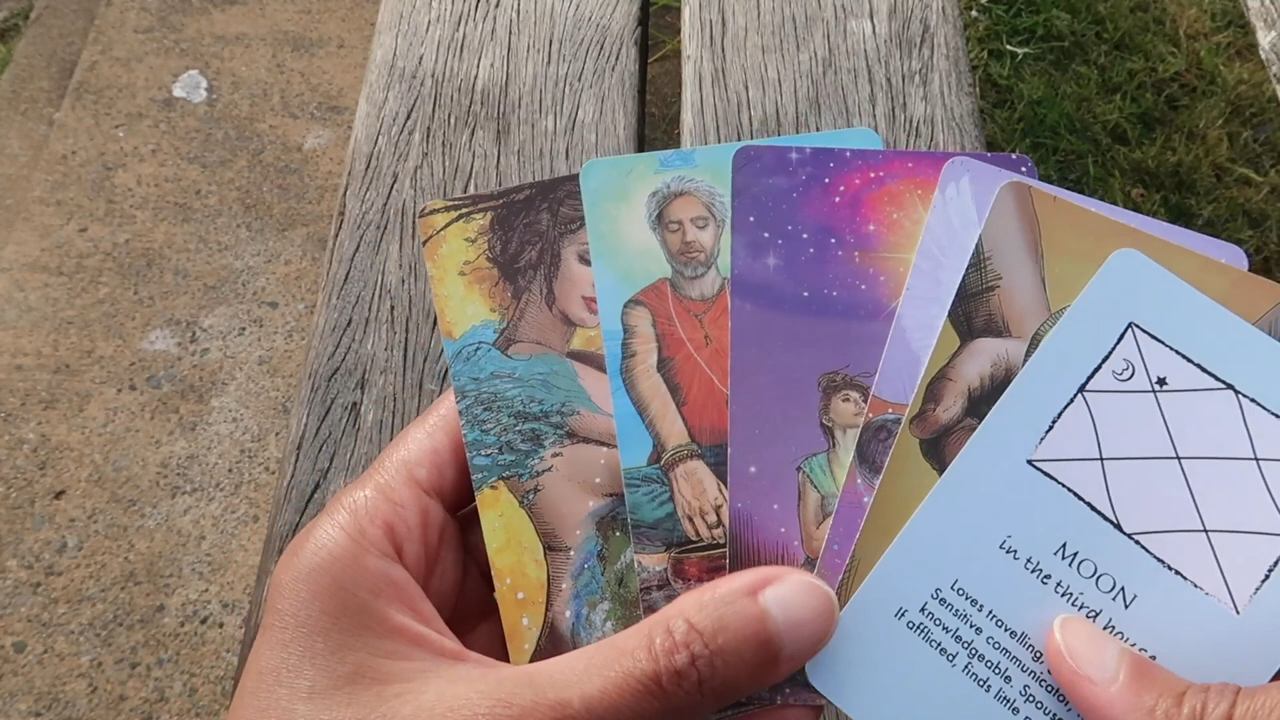 MOON
in the third house
Loves travelling,
Sensitive communicator,
knowledgeable. Spouse
If afflicted, finds little